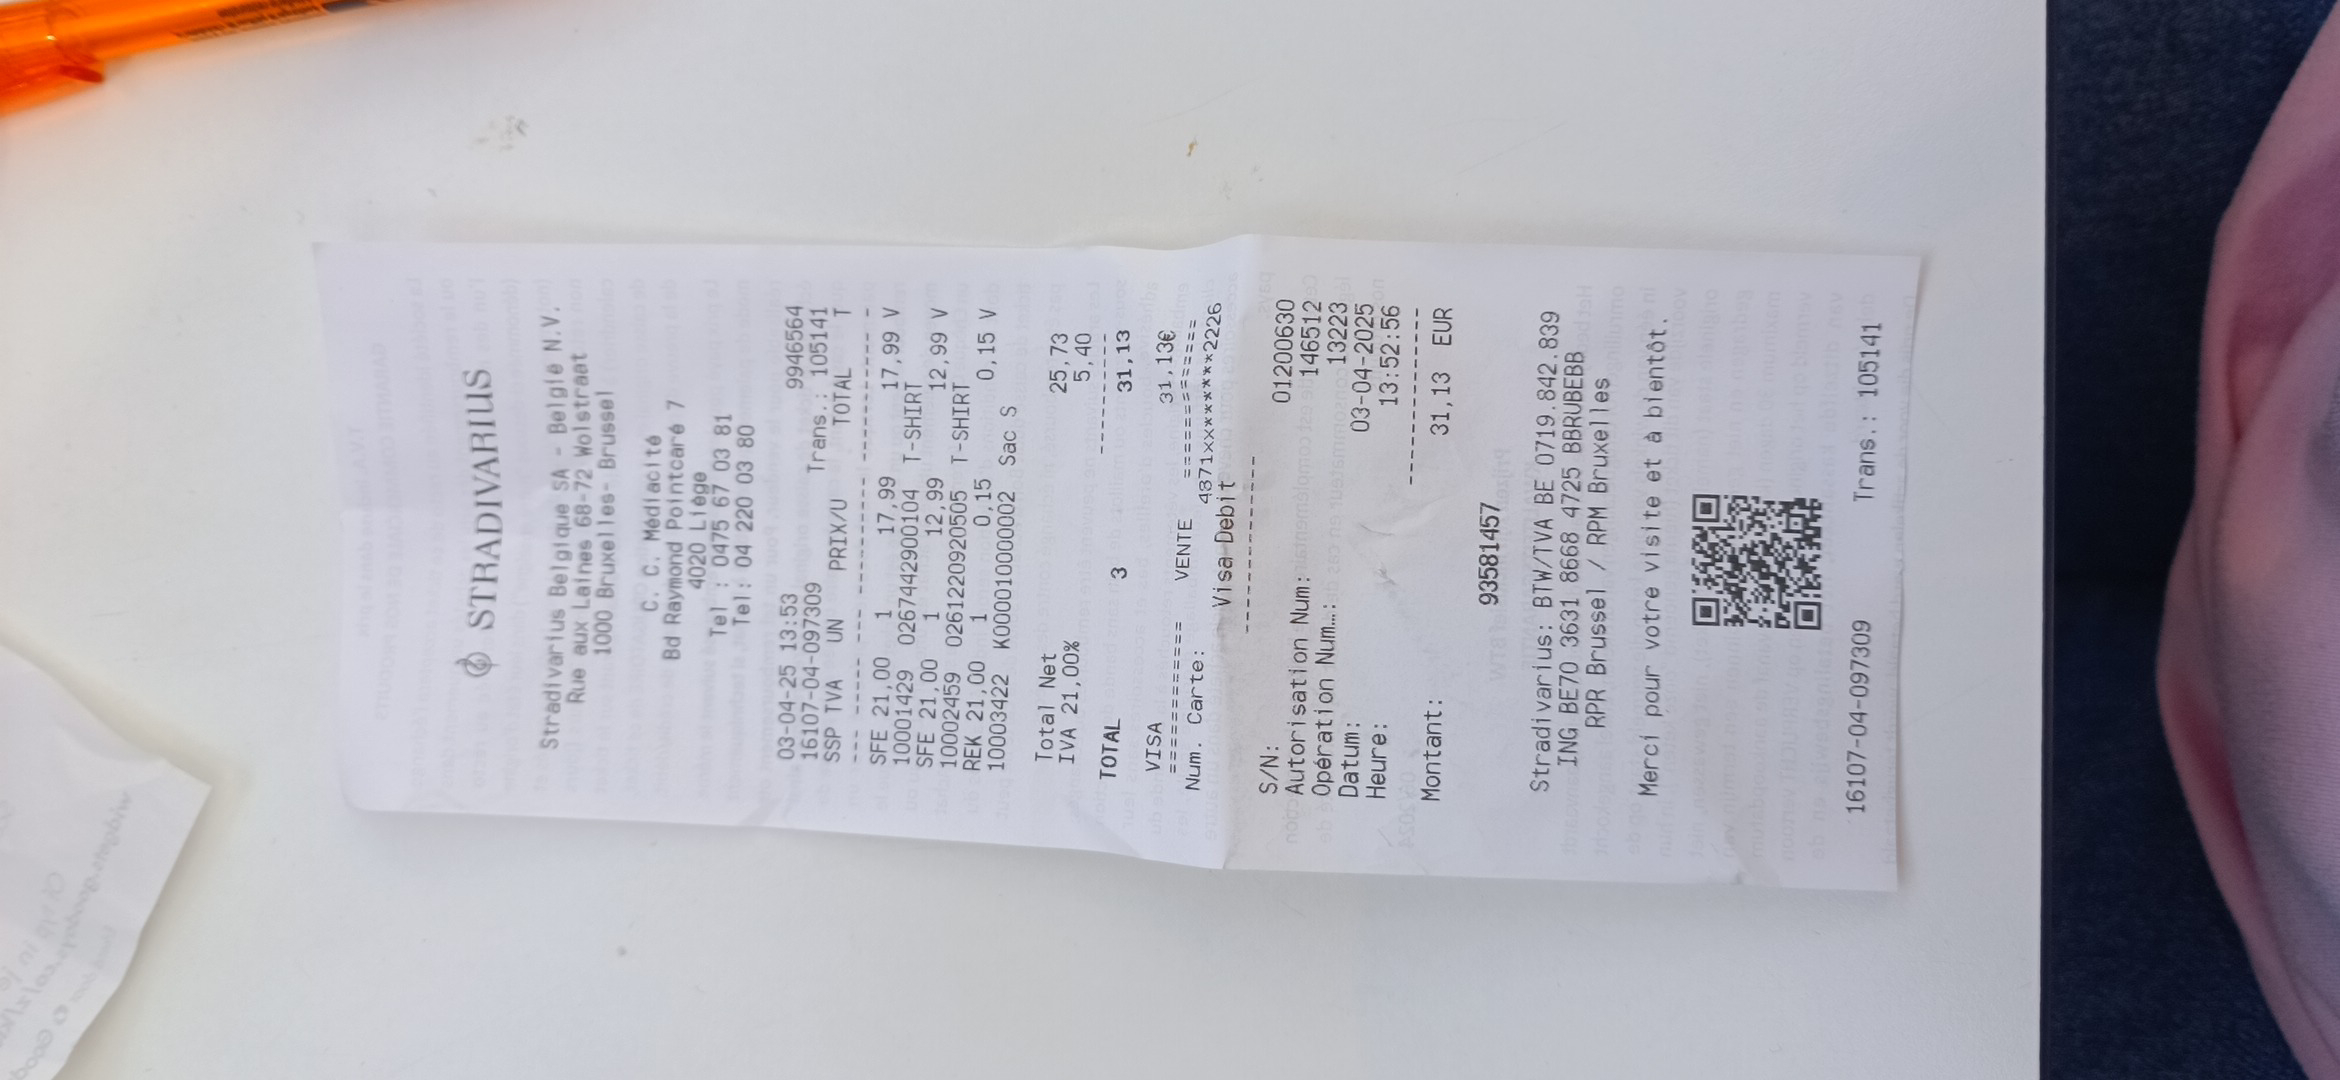 STRADIVARIUS
Stradivarius Belgique SA - Belgïe N.V.
Rue aux Laines 68-72 Wolstraat
1000 Bruxelles- Brussel
C. C. Médiacité
Bd Raymond Pointcaré 7
4020 Liège
Tel : 0475 67 03 81
Tel: 04 220 03 80
03-04-25 13:53 9946564
16107-04-097309 Trans.: 105141
SSP TVA UN PRIX/U TOTAL T
--- ----- --- --------- ---------- -
SFE 21,00 1 17,99 17,99 V
10001429 0267442900104 T-SHIRT
SFE 21,00 1 12,99 12,99 V
10002459 0261220920505 T-SHIRT
REK 21,00 1 0,15 0,15 V
10003422 K0000100000002 Sac S
Total Net 25,73
IVA 21,00% 5,40
----------
TOTAL 3 31,13
VISA 31,13€
============ VENTE ============
Num. Carte: 4871xx********2226
Visa Debit
-----------------
S/N: 01200630
Autorisation Num: 146512
Opération Num…: 13223
Datum: 03-04-2025
Heure: 13:52:56
-----------------
Montant: 31,13 EUR
93581457
Stradivarius: BTW/TVA BE 0719.842.839
ING BE70 3631 8668 4725 BBRUBEBB
RPR Brussel / RPM Bruxelles
Merci pour votre visite et à bientôt.
16107-04-097309 Trans.: 105141